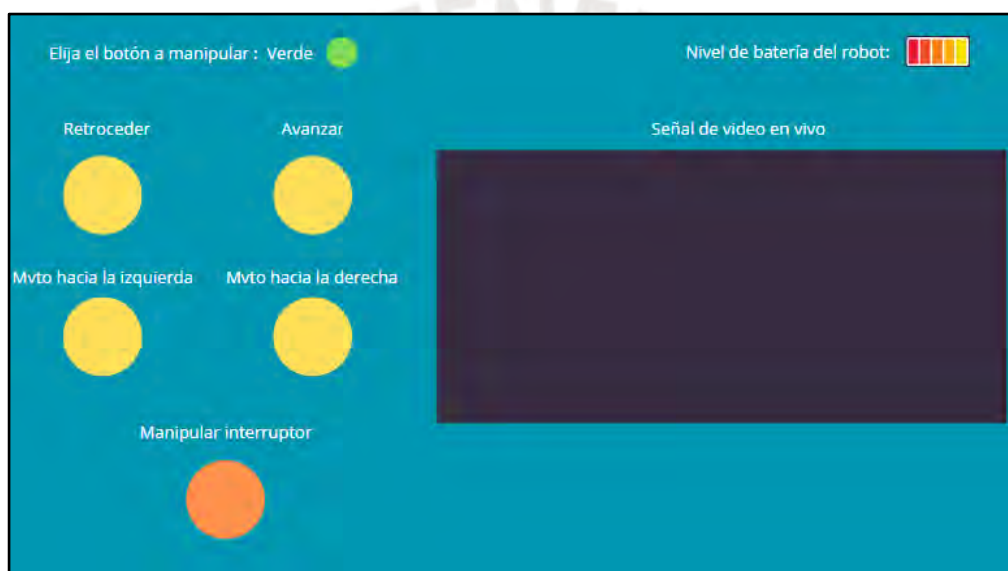 Elija el botón a manipular : Verde
Nivel de batería del robot:
Retroceder
Avanzar
Señal de video en vivo
Mvto hacia la izquierda
Mvto hacia la derecha
Manipular interruptor